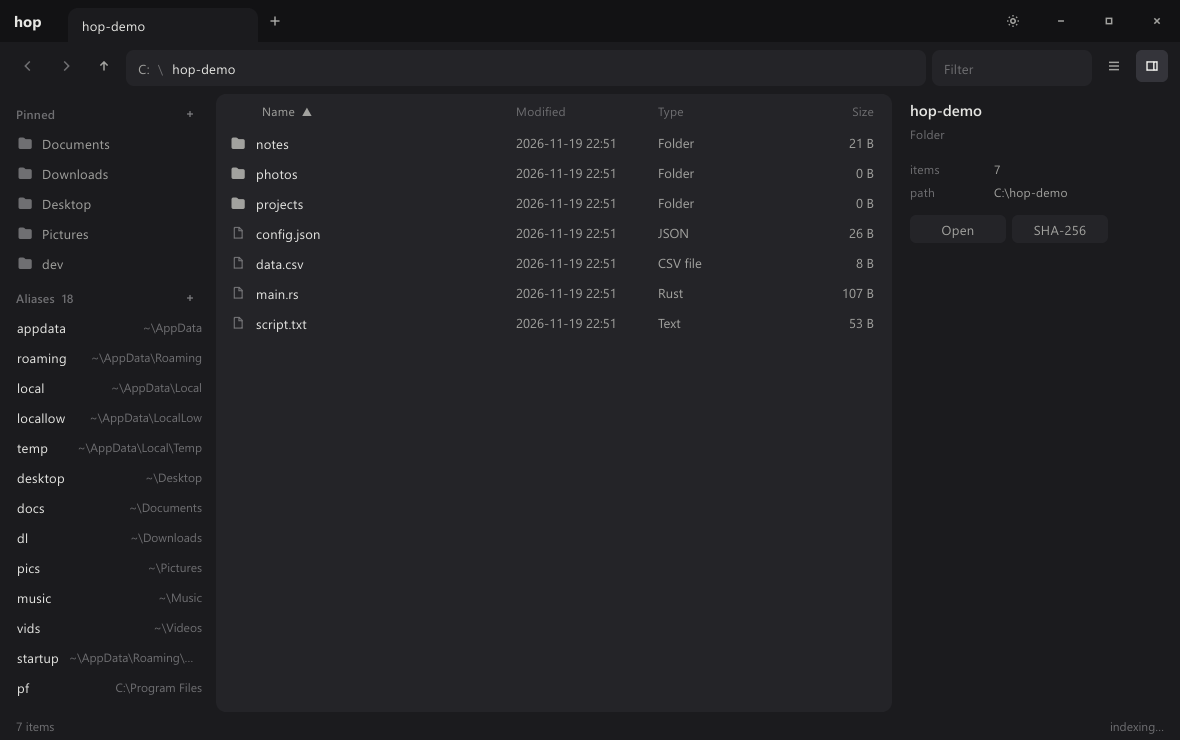 hop
hop-demo
C: \ hop-demo
Filter
Pinned
Documents
Downloads
Desktop
Pictures
dev
Aliases 18
appdata ~\AppData
roaming ~\AppData\Roaming
local ~\AppData\Local
locallow ~\AppData\LocalLow
temp ~\AppData\Local\Temp
desktop ~\Desktop
docs ~\Documents
dl ~\Downloads
pics ~\Pictures
music ~\Music
vids ~\Videos
startup ~\AppData\Roaming\...
pf C:\Program Files
Name Modified Type Size
notes 2026-11-19 22:51 Folder 21 B
photos 2026-11-19 22:51 Folder 0 B
projects 2026-11-19 22:51 Folder 0 B
config.json 2026-11-19 22:51 JSON 26 B
data.csv 2026-11-19 22:51 CSV file 8 B
main.rs 2026-11-19 22:51 Rust 107 B
script.txt 2026-11-19 22:51 Text 53 B
hop-demo
Folder
items 7
path C:\hop-demo
Open SHA-256
7 items
indexing...